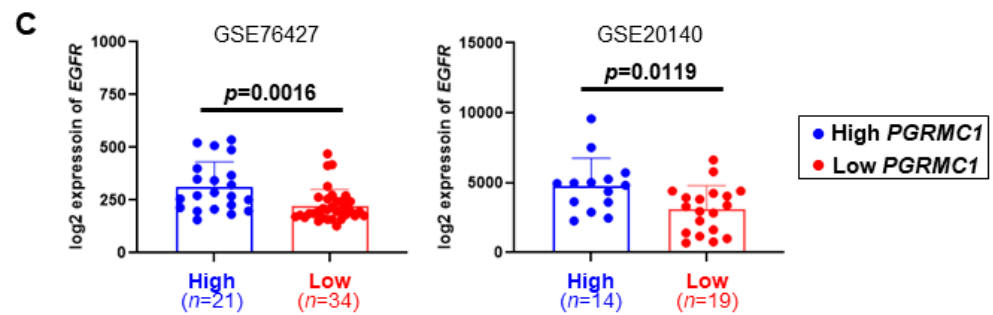 C
GSE76427
log2 expressoin of EGFR
1000
750
500
250
0
p=0.0016
High
(n=21)
Low
(n=34)
GSE20140
log2 expressoin of EGFR
15000
10000
5000
0
p=0.0119
High
(n=14)
Low
(n=19)
High PGRMC1
Low PGRMC1